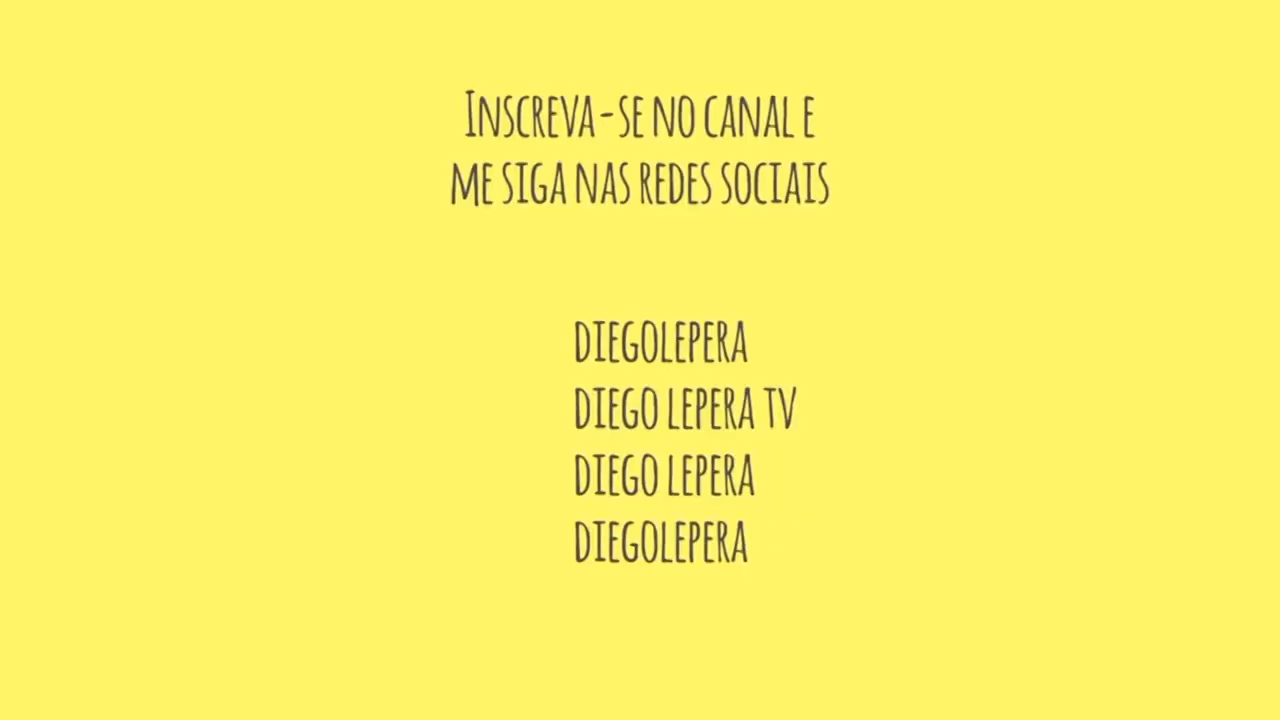 Inscreva-se no canal e
me siga nas redes sociais
diegolepera
diego lepera tv
diego lepera
diegolepera